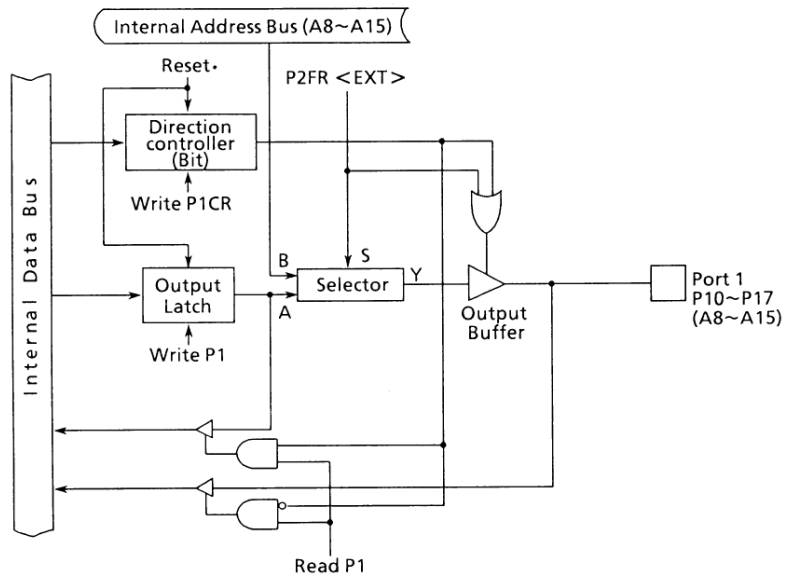 Internal Address Bus (A8~A15)
Reset.
P2FR <EXT>
Direction
controller
(Bit)
Write P1CR
Internal Data Bus
B
S
Y
Output
Latch
A
Selector
Output
Buffer
Port 1
P10~P17
(A8~A15)
Write P1
Read P1